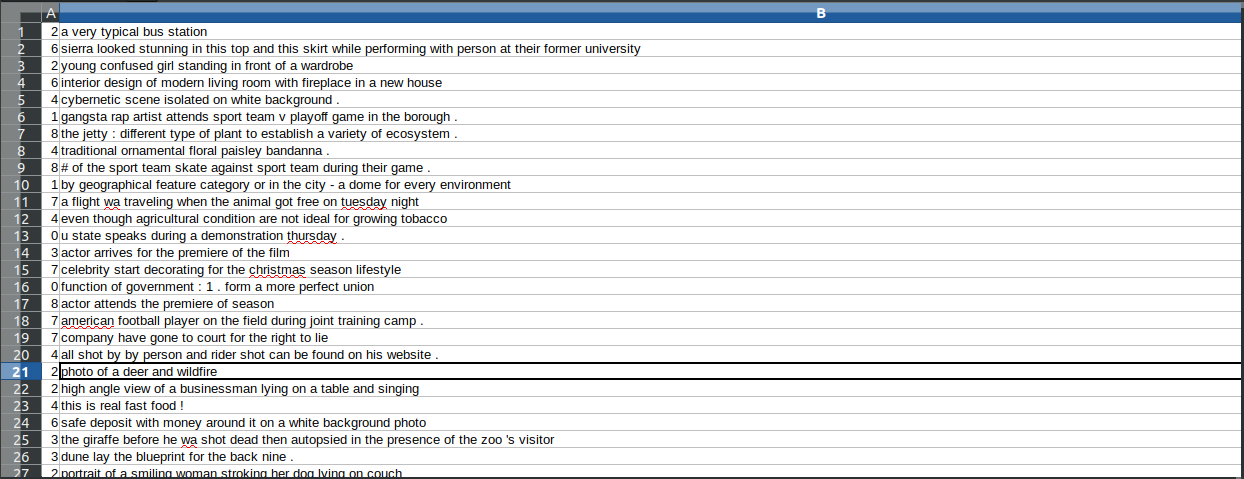 A B
1 2 a very typical bus station
2 6 sierra looked stunning in this top and this skirt while performing with person at their former university
3 2 young confused girl standing in front of a wardrobe
4 6 interior design of modern living room with fireplace in a new house
5 4 cybernetic scene isolated on white background .
6 1 gangsta rap artist attends sport team v playoff game in the borough .
7 8 the jetty : different type of plant to establish a variety of ecosystem .
8 4 traditional ornamental floral paisley bandanna .
9 8 # of the sport team skate against sport team during their game .
10 1 by geographical feature category or in the city - a dome for every environment
11 7 a flight wa traveling when the animal got free on tuesday night
12 4 even though agricultural condition are not ideal for growing tobacco
13 0 u state speaks during a demonstration thursday .
14 3 actor arrives for the premiere of the film
15 7 celebrity start decorating for the christmas season lifestyle
16 0 function of government : 1 . form a more perfect union
17 8 actor attends the premiere of season
18 7 american football player on the field during joint training camp .
19 7 company have gone to court for the right to lie
20 4 all shot by by person and rider shot can be found on his website .
21 2 photo of a deer and wildfire
22 2 high angle view of a businessman lying on a table and singing
23 4 this is real fast food !
24 6 safe deposit with money around it on a white background photo
25 3 the giraffe before he wa shot dead then autopsied in the presence of the zoo 's visitor
26 3 dune lay the blueprint for the back nine .
27 2 portrait of a smiling woman stroking her dog lying on couch